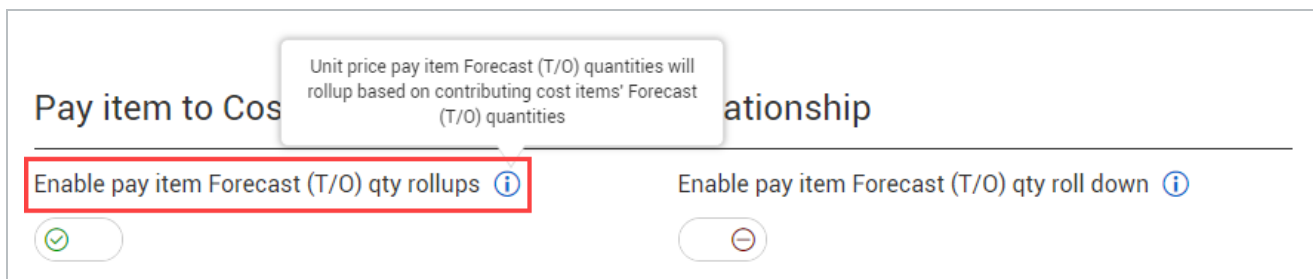 Unit price pay item Forecast (T/O) quantities will
rollup based on contributing cost items' Forecast
(T/O) quantities
Pay item to Cos ationship
Enable pay item Forecast (T/O) qty rollups
Enable pay item Forecast (T/O) qty roll down